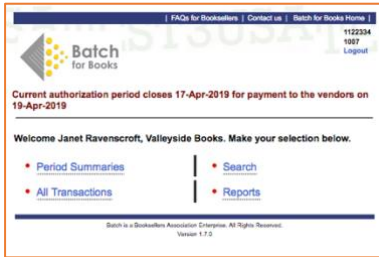 | FAQs for Booksellers | Contact us | Batch for Books Home |
1122334
1007
Logout
Batch
for Books
Current authorization period closes 17-Apr-2019 for payment to the vendors on
19-Apr-2019
Welcome Janet Ravenscroft, Valleyside Books. Make your selection below.
• Period Summaries
• Search
• All Transactions
• Reports
Batch is a Booksellers Association Enterprise. All Rights Reserved.
Version 1.7.0